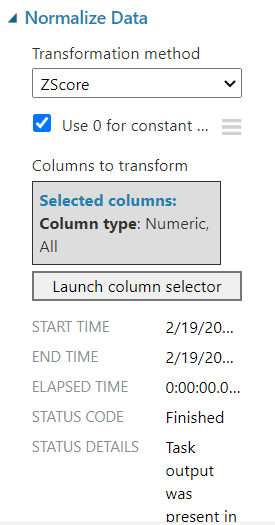 Normalize Data
Transformation method
ZScore
Use 0 for constant ...
Columns to transform
Selected columns:
Column type: Numeric,
All
Launch column selector
START TIME 2/19/20...
END TIME 2/19/20...
ELAPSED TIME 0:00:00.0...
STATUS CODE Finished
STATUS DETAILS Task
output
was
present in